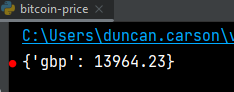 bitcoin-price
C:\Users\duncan.carson\
{'gbp': 13964.23}